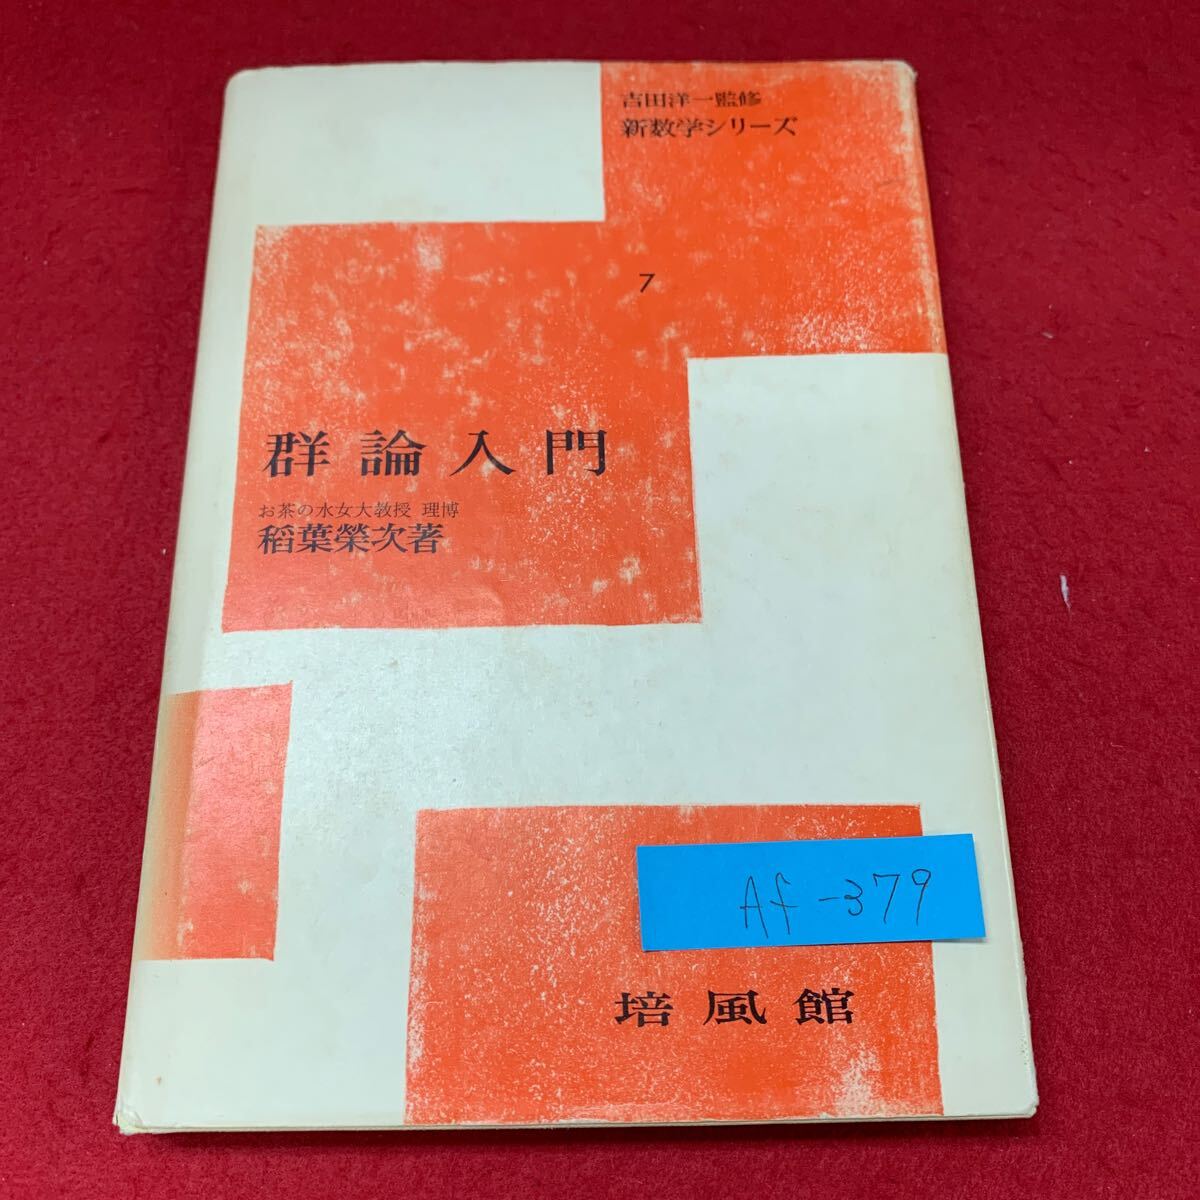 吉田洋一監修
新数学シリーズ
7
群論入門
お茶の水女大教授 理博
稻葉榮次著
Af-379
培風館